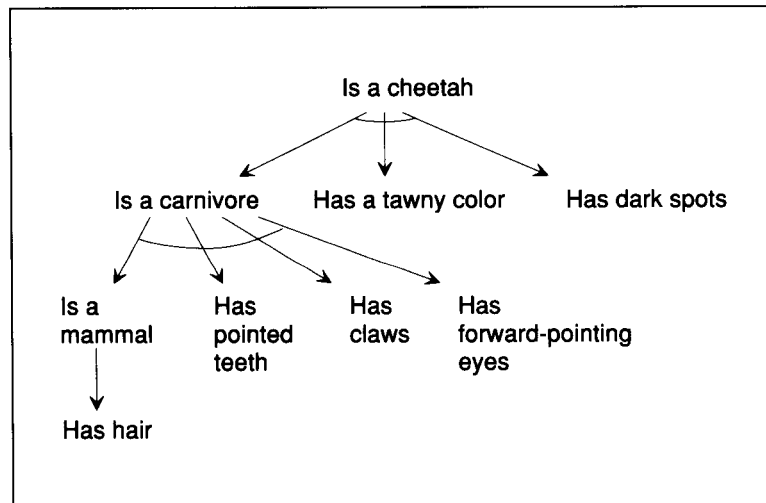 Is a cheetah
Is a carnivore
Has a tawny color
Has dark spots
Is a
mammal
Has
pointed
teeth
Has
claws
Has
forward-pointing
eyes
Has hair